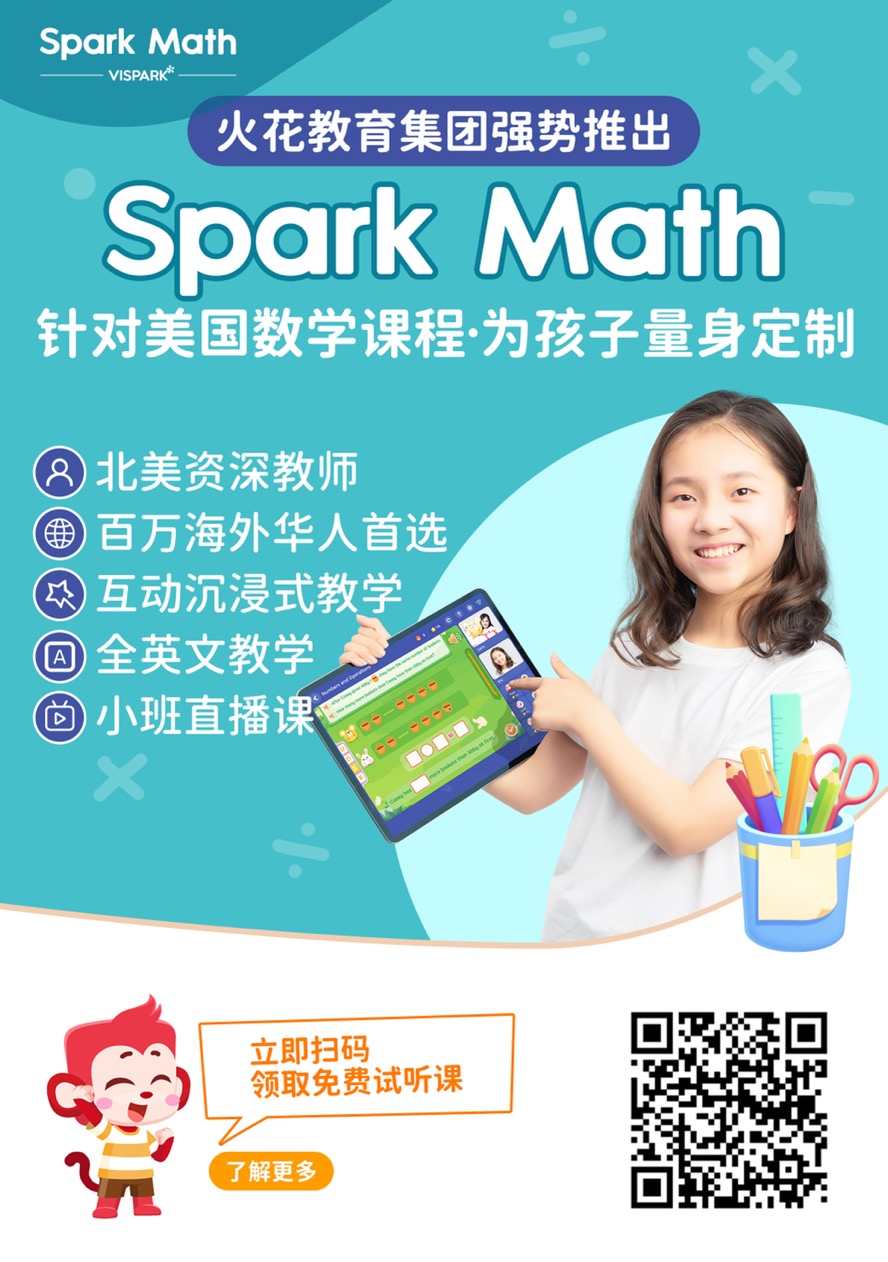 Spark Math
VISPARK
火花教育集团强势推出
Spark Math
针对美国数学课程·为孩子量身定制
北美资深教师
百万海外华人首选
互动沉浸式教学
A
全英文教学
小班直播课
Numbers and Operations
立即扫码
领取免费试听课
了解更多